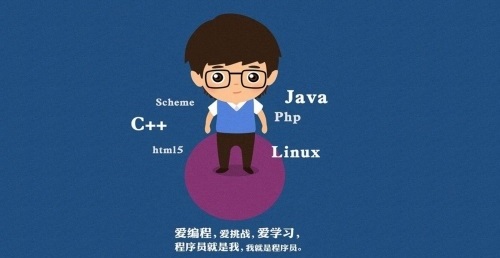 Scheme
Java
C++
Php
html5
Linux
爱编程，爱挑战，爱学习，
程序员就是我，我就是程序员。